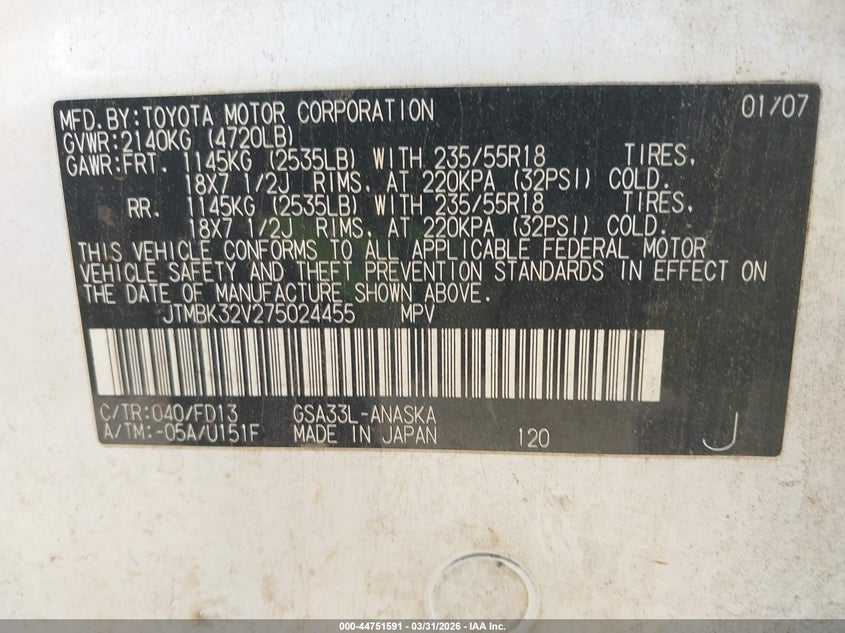 MFD.BY:TOYOTA MOTOR CORPORATION 01/07
GVWR:2140KG (4720LB)
GAWR:FRT. 1145KG (2535LB) WITH 235/55R18 TIRES,
18X7 1/2J RIMS, AT 220KPA (32PSI) COLD.
RR. 1145KG (2535LB) WITH 235/55R18 TIRES,
18X7 1/2J RIMS, AT 220KPA (32PSI) COLD.
THIS VEHICLE CONFORMS TO ALL APPLICABLE FEDERAL MOTOR
VEHICLE SAFETY AND THEFT PREVENTION STANDARDS IN EFFECT ON
THE DATE OF MANUFACTURE SHOWN ABOVE.
JTMBK32V275024455 MPV
C/TR:040/FD13 GSA33L-ANASKA
A/TM:-05A/U151F MADE IN JAPAN 120 J
000-44751591 - 03/31/2026 - IAA Inc.